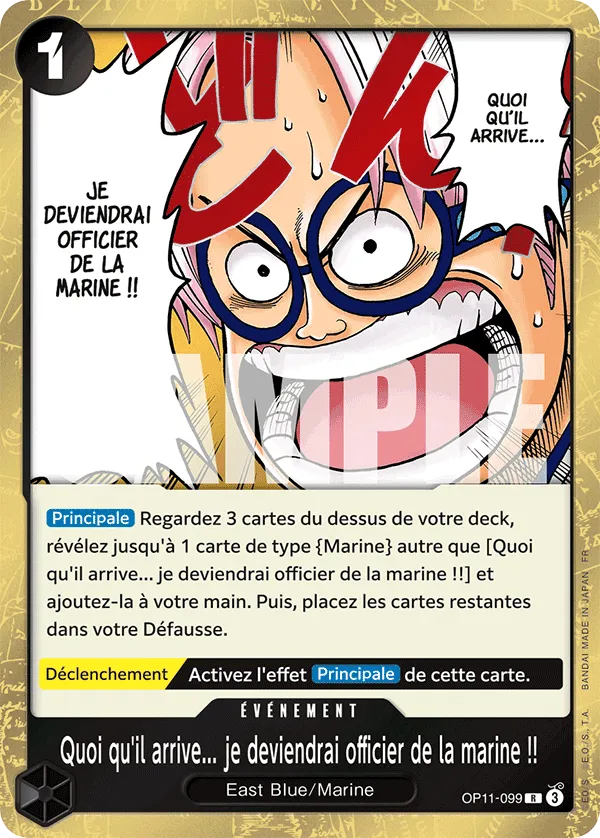 1
QUOI
QU'IL
ARRIVE...
JE
DEVIENDRAI
OFFICIER
DE LA
MARINE !!
Principale Regardez 3 cartes du dessus de votre deck,
révélez jusqu'à 1 carte de type {Marine} autre que [Quoi
qu'il arrive... je deviendrai officier de la marine !!] et
ajoutez-la à votre main. Puis, placez les cartes restantes
dans votre Défausse.
Déclenchement Activez l'effet Principale de cette carte.
ÉVÉNEMENT
Quoi qu'il arrive... je deviendrai officier de la marine !!
East Blue/Marine
OP11-099 R 3
BANDAI MADE IN JAPAN FR